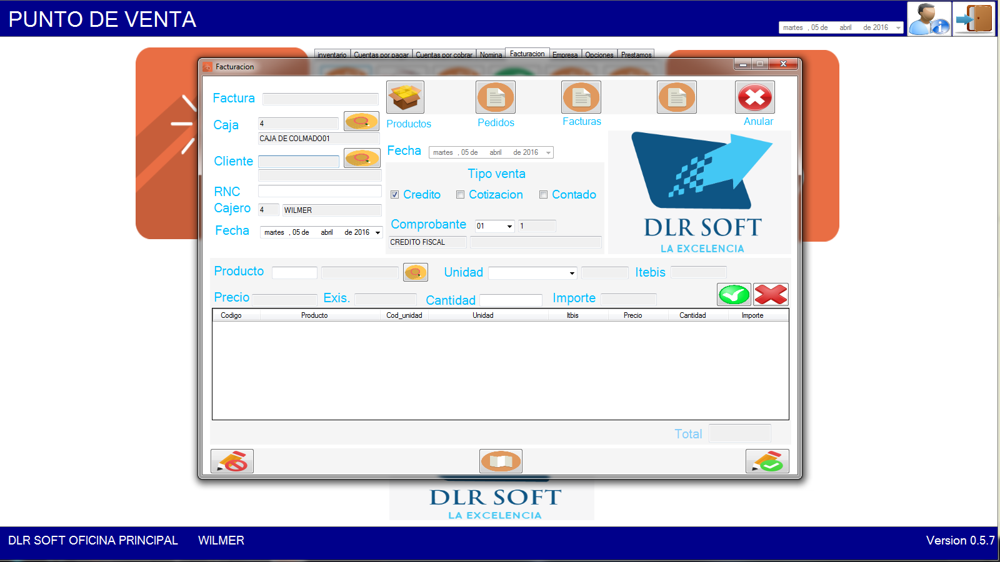 PUNTO DE VENTA
martes , 05 de abril de 2016
inventario Cuentas por pagar Cuentas por cobrar Nomina Facturacion Empresa Opciones Prestamos
Facturacion
Factura
Caja 4
CAJA DE COLMADO01
Cliente
RNC
Cajero 4 WILMER
Fecha martes , 05 de abril de 2016
Productos Pedidos Facturas Anular
Fecha martes , 05 de abril de 2016
Tipo venta
Credito Cotizacion Contado
Comprobante 01 1
CREDITO FISCAL
DLR SOFT
LA EXCELENCIA
Producto Unidad Itebis
Precio Exis. Cantidad Importe
Codigo Producto Cod_unidad Unidad Itbis Precio Cantidad Importe
Total
DLR SOFT
LA EXCELENCIA
DLR SOFT OFICINA PRINCIPAL WILMER Version 0.5.7